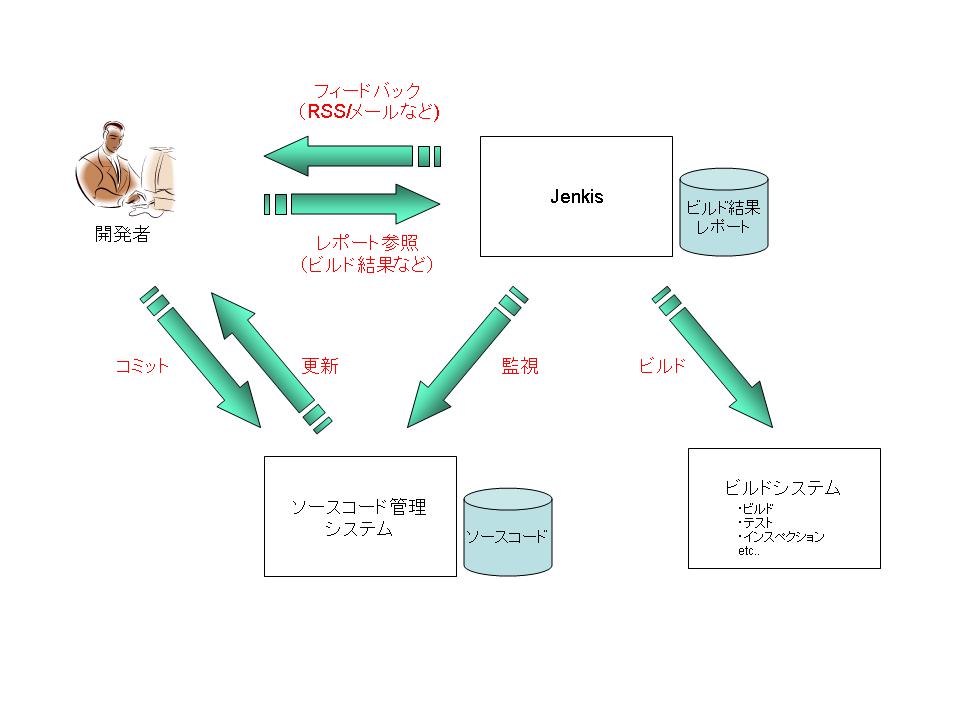 フィードバック
（RSS/メールなど)
Jenkis
ビルド結果
レポート
開発者
レポート参照
（ビルド結果など）
コミット
更新
監視
ビルド
ソースコード管理
システム
ソースコード
ビルドシステム
・ビルド
・テスト
・インスペクション
etc..